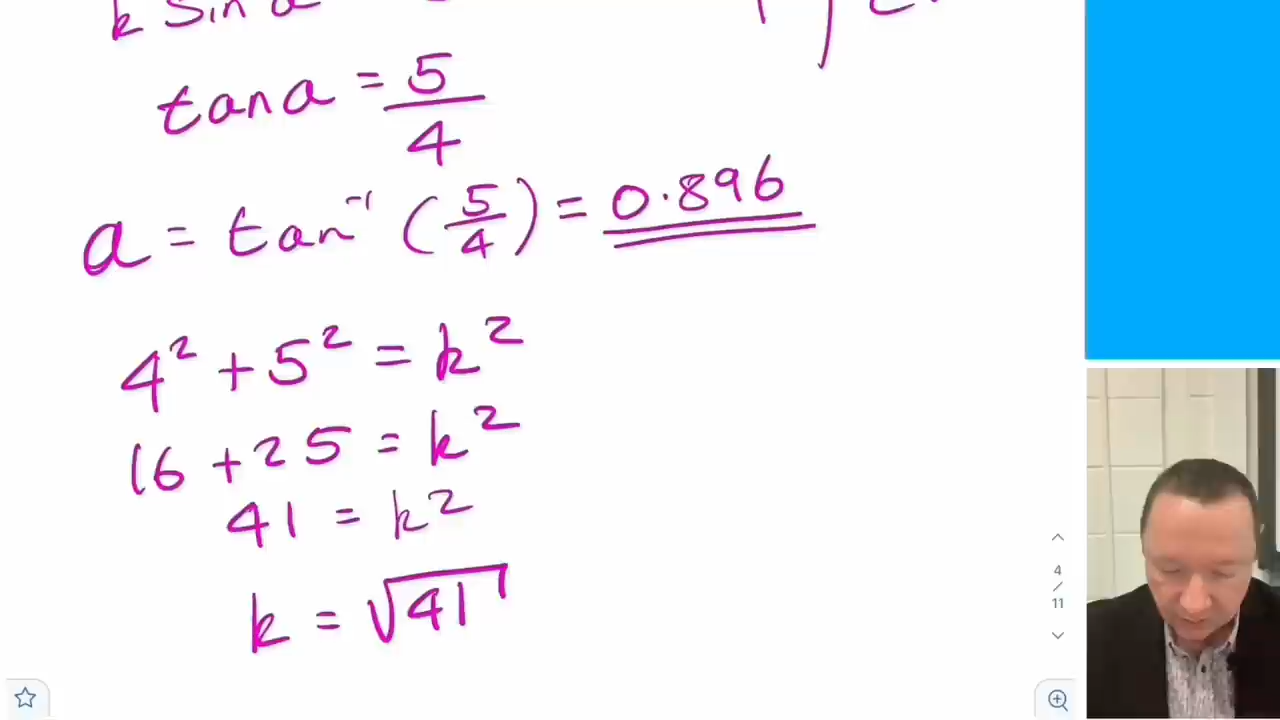 k sin a
tan a = 5/4
a = tan⁻¹ (5/4) = 0.896
4² + 5² = k²
16 + 25 = k²
41 = k²
k = √41
4
/
11